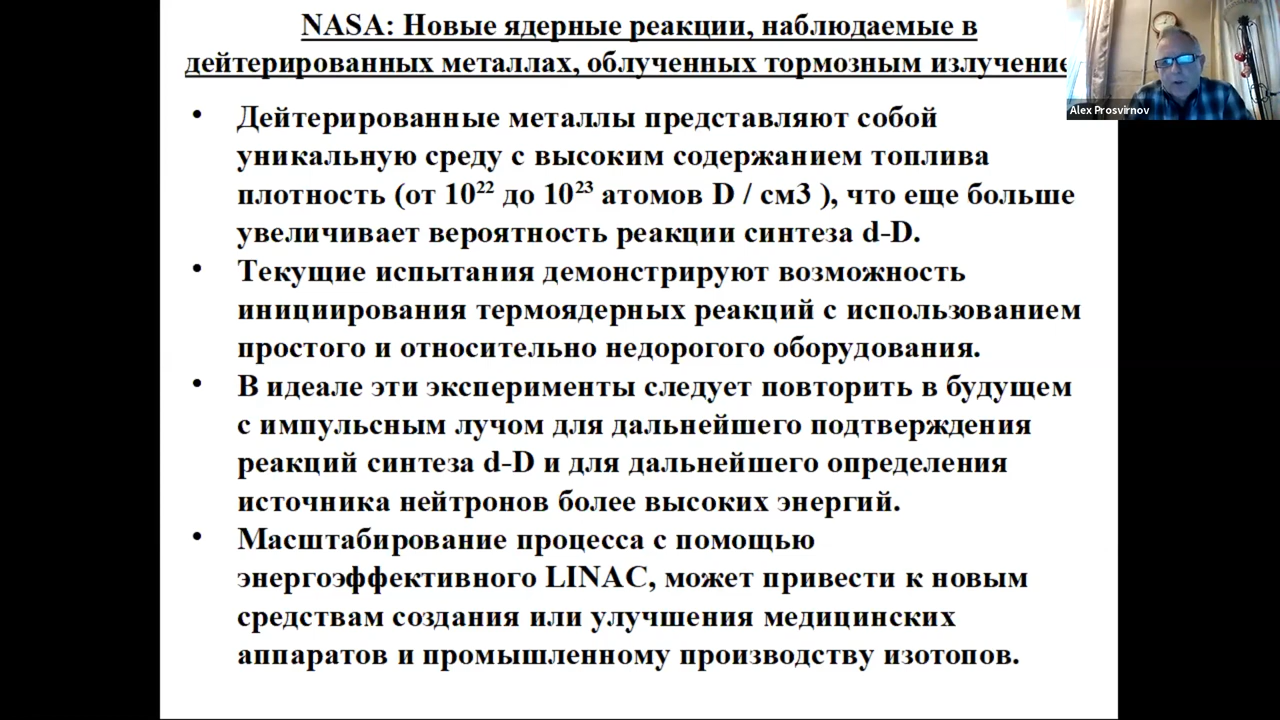 NASA: Новые ядерные реакции, наблюдаемые в
дейтерированных металлах, облученных тормозным излучение
Alex Prosvirnov
• Дейтерированные металлы представляют собой
уникальную среду с высоким содержанием топлива
плотность (от 10²² до 10²³ атомов D / см3 ), что еще больше
увеличивает вероятность реакции синтеза d-D.
• Текущие испытания демонстрируют возможность
инициирования термоядерных реакций с использованием
простого и относительно недорогого оборудования.
• В идеале эти эксперименты следует повторить в будущем
с импульсным лучом для дальнейшего подтверждения
реакций синтеза d-D и для дальнейшего определения
источника нейтронов более высоких энергий.
• Масштабирование процесса с помощью
энергоэффективного LINAC, может привести к новым
средствам создания или улучшения медицинских
аппаратов и промышленному производству изотопов.